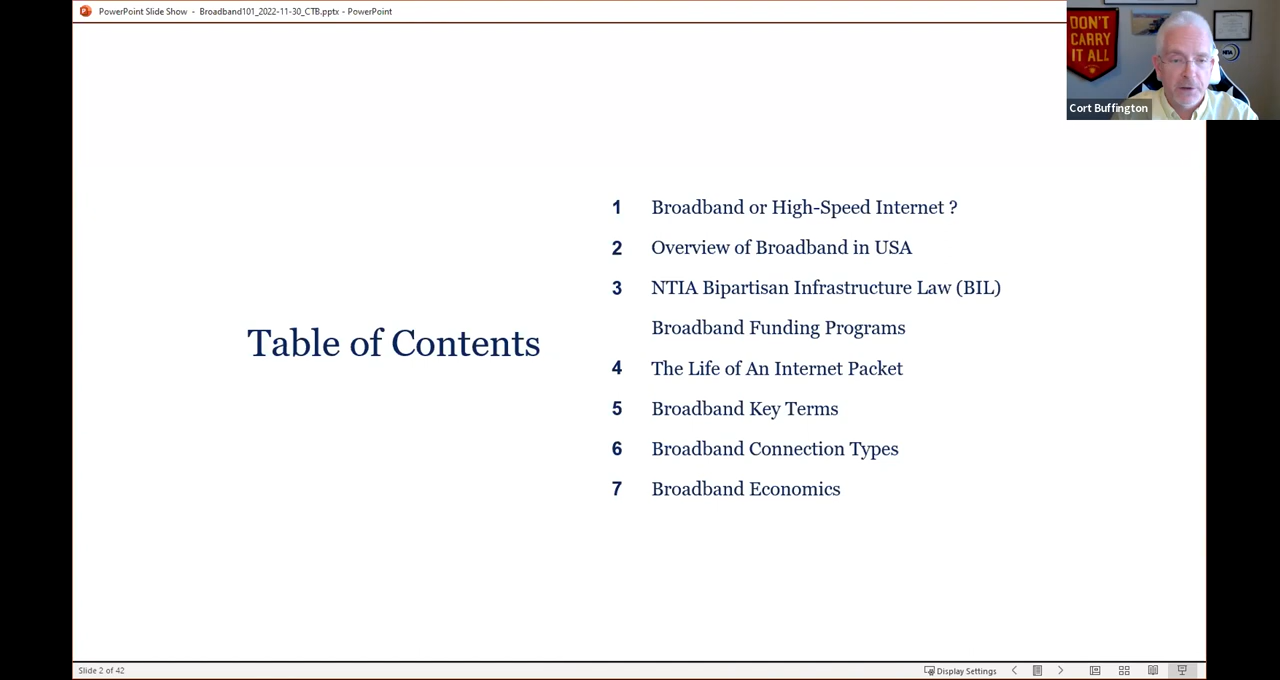 PowerPoint Slide Show - Broadband101_2022-11-30_CTB.pptx - PowerPoint
DON'T
CARRY
IT ALL
Cort Buffington
Table of Contents
1 Broadband or High-Speed Internet ?
2 Overview of Broadband in USA
3 NTIA Bipartisan Infrastructure Law (BIL)
Broadband Funding Programs
4 The Life of An Internet Packet
5 Broadband Key Terms
6 Broadband Connection Types
7 Broadband Economics
Slide 2 of 42
Display Settings